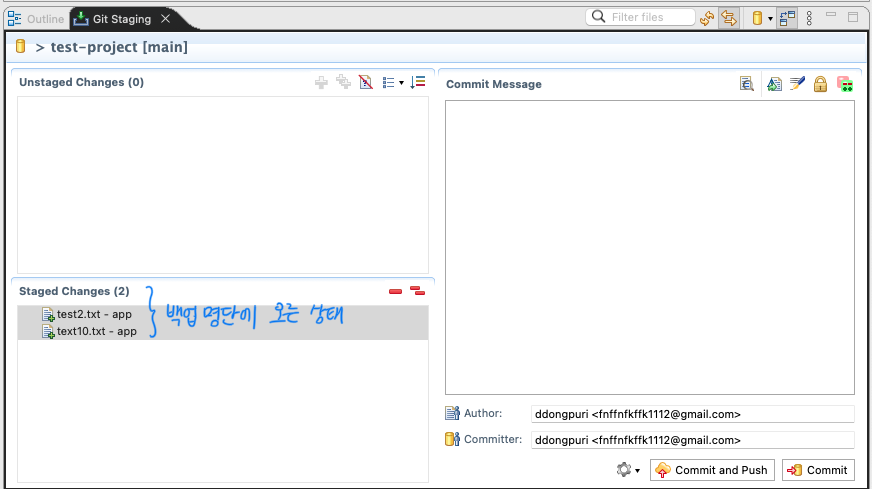 Outline
Git Staging
Filter files
> test-project [main]
Unstaged Changes (0)
Staged Changes (2)
test2.txt - app
text10.txt - app
백업 명단에 오른 상태
Commit Message
Author:
ddongpuri <fnffnfkffk1112@gmail.com>
Committer:
ddongpuri <fnffnfkffk1112@gmail.com>
Commit and Push
Commit